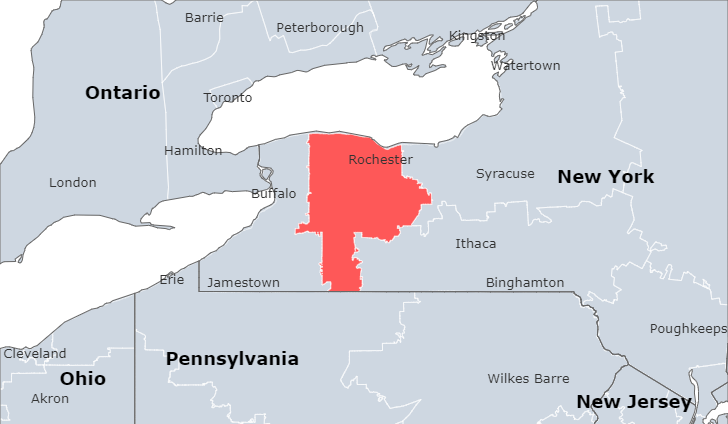 Barrie
Peterborough
Kingston
Watertown
Ontario
Toronto
Hamilton
Rochester
London
Syracuse
New York
Buffalo
Ithaca
Erie
Jamestown
Binghamton
Poughkeeps
Cleveland
Pennsylvania
Ohio
Wilkes Barre
Akron
New Jersey